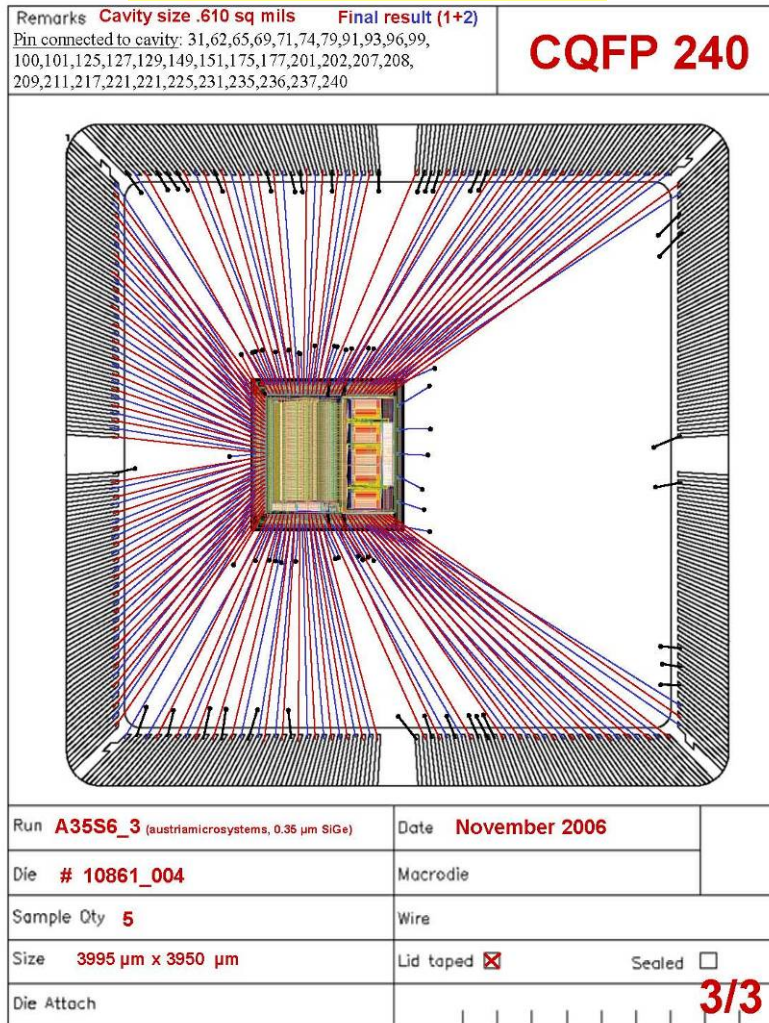 Remarks Cavity size .610 sq mils Final result (1+2)
Pin connected to cavity: 31,62,65,69,71,74,79,91,93,96,99,
100,101,125,127,129,149,151,175,177,201,202,207,208,
209,211,217,221,221,225,231,235,236,237,240
CQFP 240
1
Run A35S6_3 (austriamicrosystems, 0.35 µm SiGe)
Date November 2006
Die # 10861_004
Macrodie
Sample Qty 5
Wire
Size 3995 µm x 3950 µm
Lid taped ☒ Sealed ☐
Die Attach
3/3